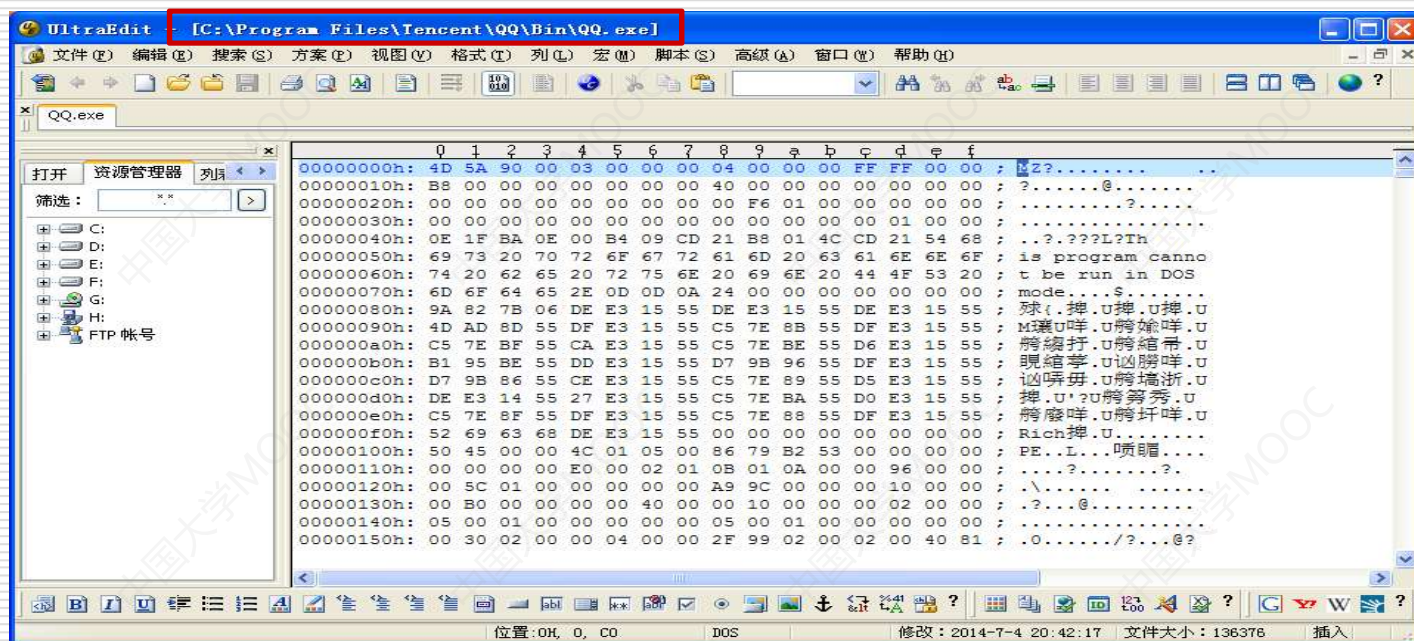 UltraEdit - [C:\Program Files\Tencent\QQ\Bin\QQ.exe]
文件(F) 编辑(E) 搜索(S) 方案(P) 视图(V) 格式(T) 列(L) 宏(M) 脚本(S) 高级(A) 窗口(W) 帮助(H)
QQ.exe
0 1 2 3 4 5 6 7 8 9 a b c d e f
打开 资源管理器
筛选： *.*
C:
D:
E:
F:
G:
H:
FTP 帐号
00000000h: 4D 5A 90 00 03 00 00 00 04 00 00 00 FF FF 00 00 ; MZ?......... ..
00000010h: B8 00 00 00 00 00 00 00 40 00 00 00 00 00 00 00 ; ?.......@.......
00000020h: 00 00 00 00 00 00 00 00 00 F6 01 00 00 00 00 00 ; .........?.....
00000030h: 00 00 00 00 00 00 00 00 00 00 00 00 00 01 00 00 ; ................
00000040h: 0E 1F BA 0E 00 B4 09 CD 21 B8 01 4C CD 21 54 68 ; ..?.???L?Th
00000050h: 69 73 20 70 72 6F 67 72 61 6D 20 63 61 6E 6E 6F ; is program canno
00000060h: 74 20 62 65 20 72 75 6E 20 69 6E 20 44 4F 53 20 ; t be run in DOS
00000070h: 6D 6F 64 65 2E 0D 0D 0A 24 00 00 00 00 00 00 00 ; mode....$.......
00000080h: 9A 82 7B 06 DE E3 15 55 DE E3 15 55 DE E3 15 55 ;
00000090h: 4D AD 8D 55 DF E3 15 55 C5 7E 8B 55 DF E3 15 55 ;
000000a0h: C5 7E BF 55 CA E3 15 55 C5 7E BE 55 D6 E3 15 55 ;
000000b0h: B1 95 BE 55 DD E3 15 55 D7 9B 96 55 DF E3 15 55 ;
000000c0h: D7 9B 86 55 CE E3 15 55 C5 7E 89 55 D5 E3 15 55 ;
000000d0h: DE E3 14 55 27 E3 15 55 C5 7E BA 55 D0 E3 15 55 ;
000000e0h: C5 7E 8F 55 DF E3 15 55 C5 7E 88 55 DF E3 15 55 ;
000000f0h: 52 69 63 68 DE E3 15 55 00 00 00 00 00 00 00 00 ; Rich .U........
00000100h: 50 45 00 00 4C 01 05 00 86 79 B2 53 00 00 00 00 ; PE..L... ....
00000110h: 00 00 00 00 E0 00 02 01 0B 01 0A 00 00 96 00 00 ; ....?.......?.
00000120h: 00 5C 01 00 00 00 00 00 A9 9C 00 00 00 10 00 00 ; .\...... ......
00000130h: 00 B0 00 00 00 00 40 00 00 10 00 00 00 02 00 00 ; .?...@.........
00000140h: 05 00 01 00 00 00 00 00 05 00 01 00 00 00 00 00 ; ................
00000150h: 00 30 02 00 00 04 00 00 2F 99 02 00 02 00 40 81 ; .0....../?...@?
位置:0H, 0, C0 DOS 修改：2014-7-4 20:42:17 文件大小：136376 插入
中国大学MOOC